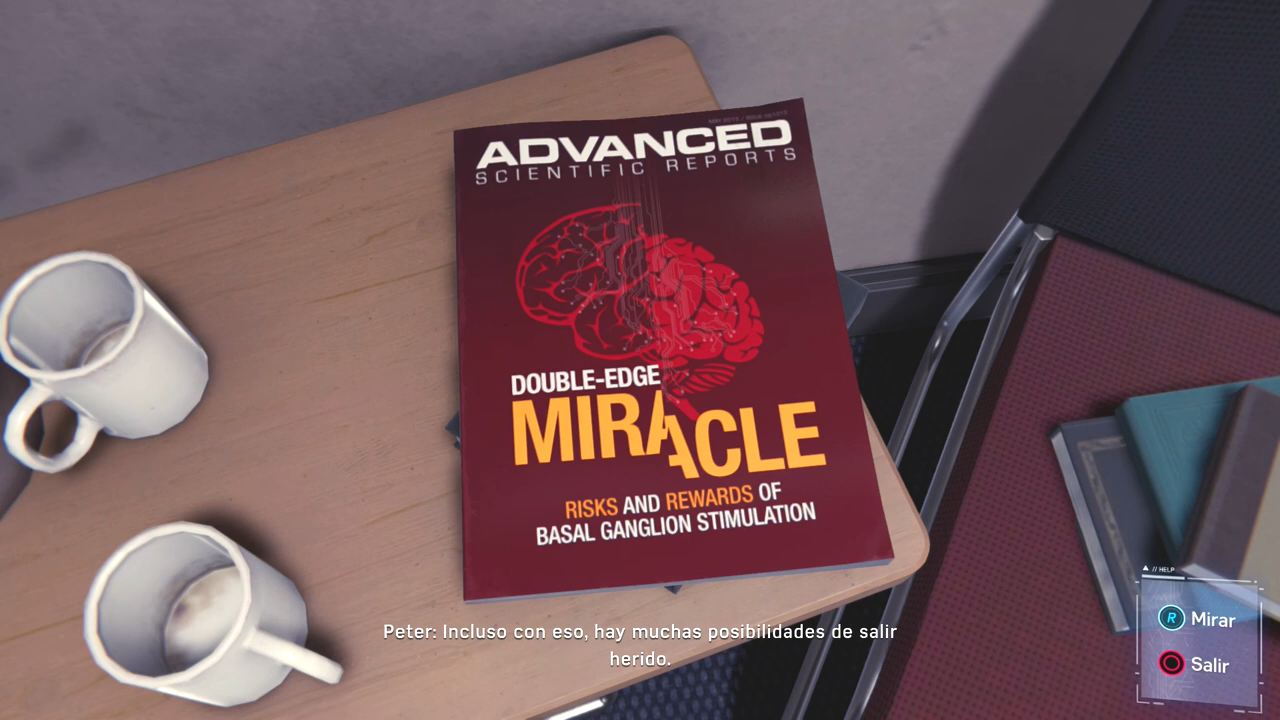 ADVANCED
SCIENTIFIC REPORTS
DOUBLE-EDGE
MIRACLE
RISKS AND REWARDS OF
BASAL GANGLION STIMULATION
Peter: Incluso con eso, hay muchas posibilidades de salir
herido.
// HELP
R Mirar
Salir